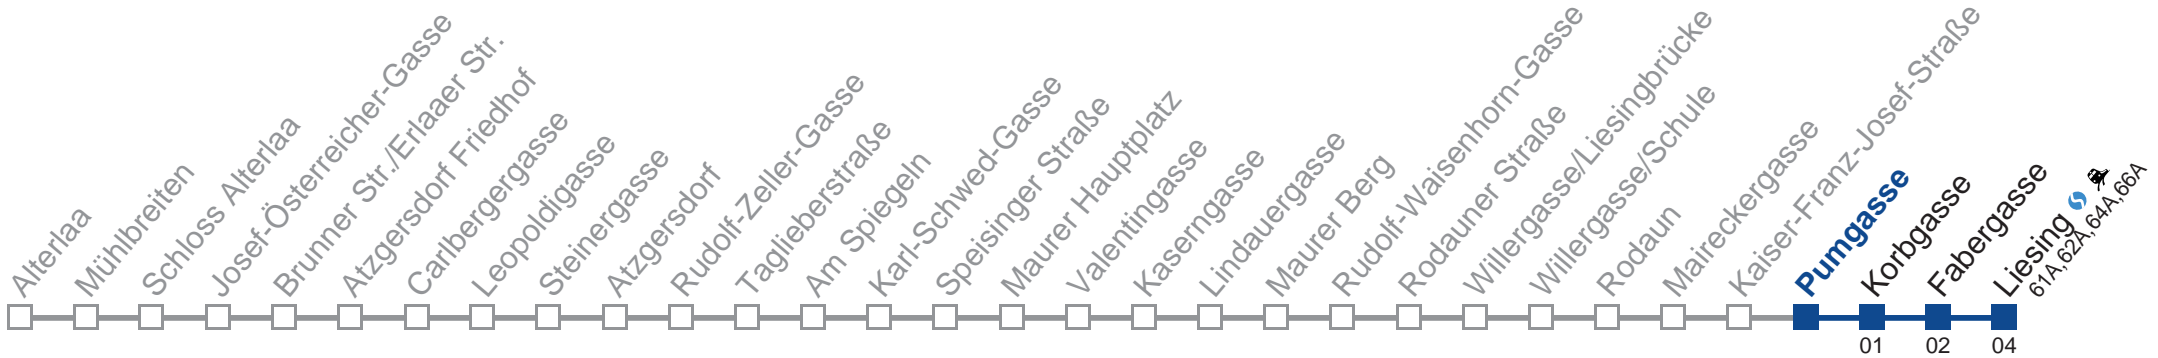 Alterlaa
Mühlbreiten
Schloss Alterlaa
Josef-Österreicher-Gasse
Brunner Str./Erlaaer Str.
Atzgersdorf Friedhof
Carlbergergasse
Leopoldigasse
Steinergasse
Atzgersdorf
Rudolf-Zeller-Gasse
Taglieberstraße
Am Spiegeln
Karl-Schwed-Gasse
Speisinger Straße
Maurer Hauptplatz
Valentingasse
Kaserngasse
Lindauergasse
Maurer Berg
Rudolf-Waisenhorn-Gasse
Rodauner Straße
Willergasse/Liesingbrücke
Willergasse/Schule
Rodaun
Maireckergasse
Kaiser-Franz-Josef-Straße
Pumgasse
Korbgasse
Fabergasse
Liesing
61A, 62A, 64A, 66A
01
02
04